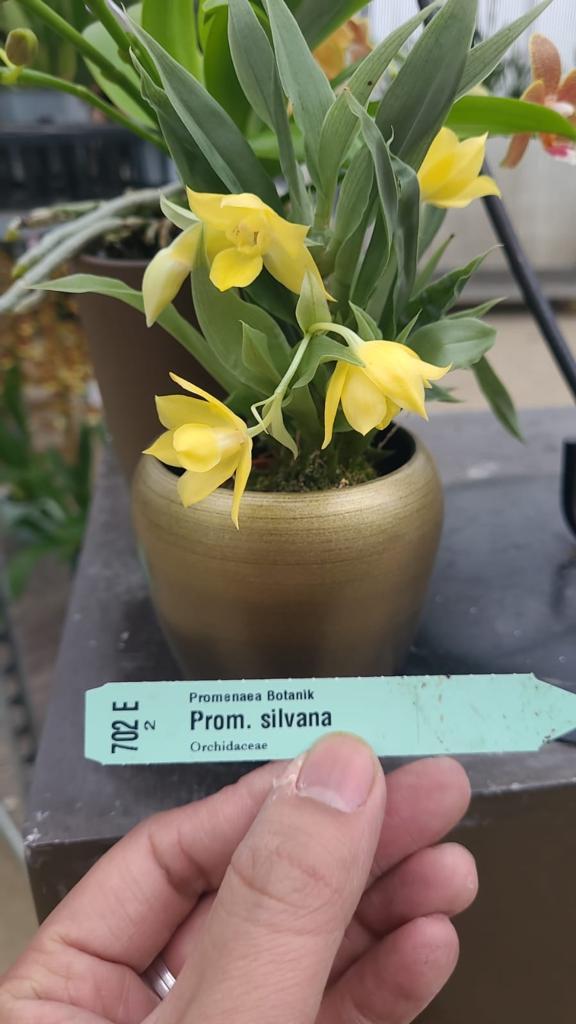 702 E
2
Promenaea Botanik
Prom. silvana
Orchidaceae